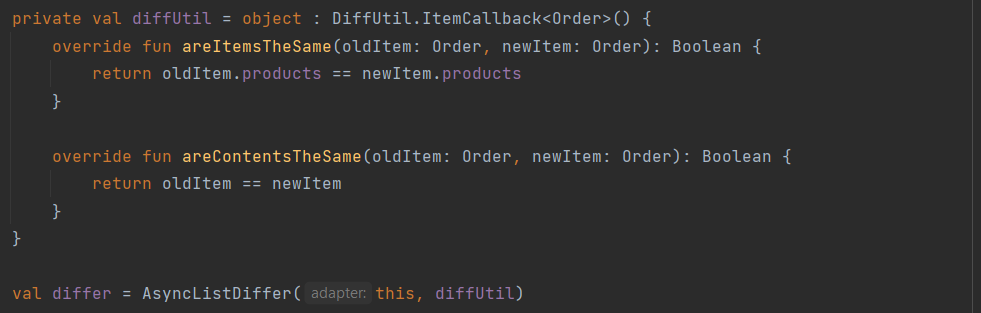 private val diffUtil = object : DiffUtil.ItemCallback<Order>() {
    override fun areItemsTheSame(oldItem: Order, newItem: Order): Boolean {
        return oldItem.products == newItem.products
    }

    override fun areContentsTheSame(oldItem: Order, newItem: Order): Boolean {
        return oldItem == newItem
    }
}

val differ = AsyncListDiffer( adapter: this, diffUtil)